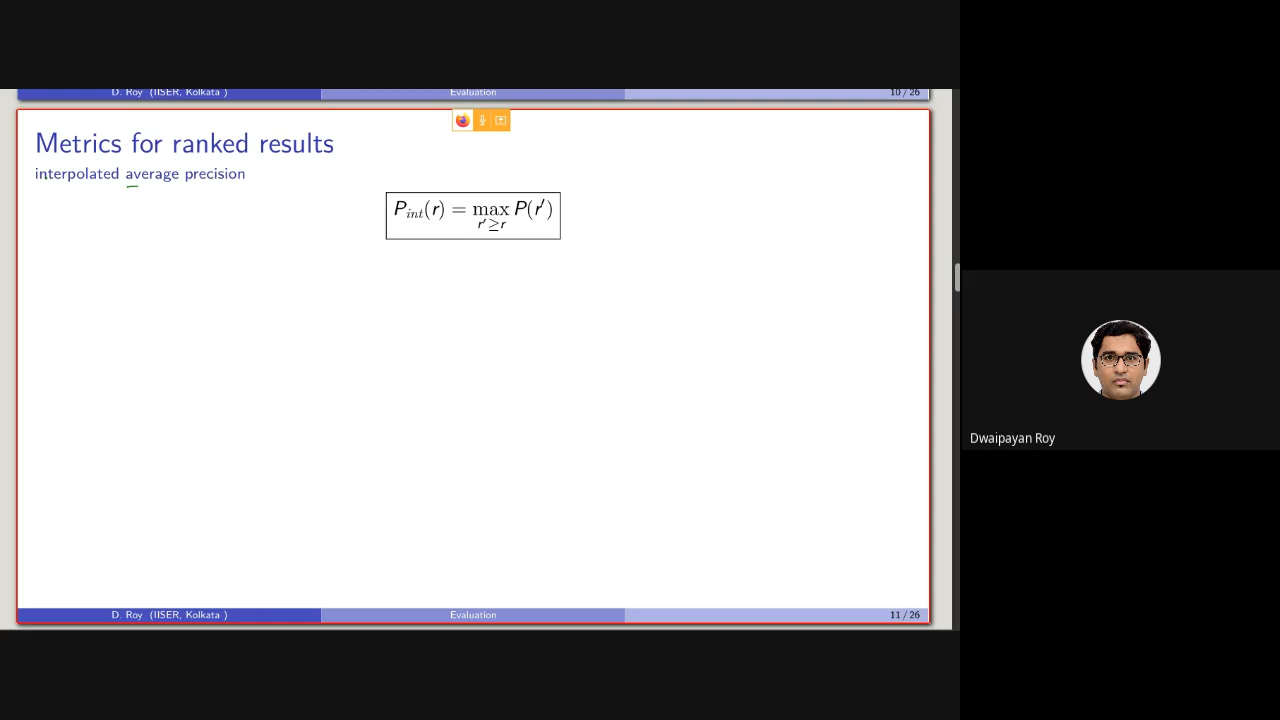 D. Roy (IISER, Kolkata )
Evaluation
10 / 26
Metrics for ranked results
interpolated average precision
P_int(r) = max_{r′≥r} P(r′)
Dwaipayan Roy
D. Roy (IISER, Kolkata )
Evaluation
11 / 26